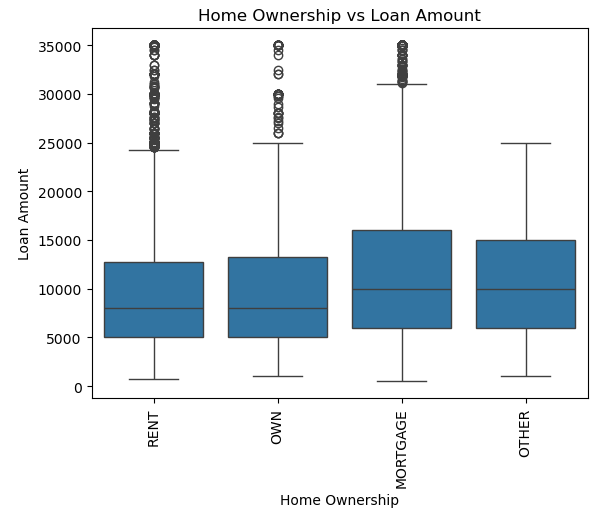 Home Ownership vs Loan Amount
35000
30000
25000
20000
15000
10000
5000
0
Loan Amount
RENT
OWN
MORTGAGE
OTHER
Home Ownership